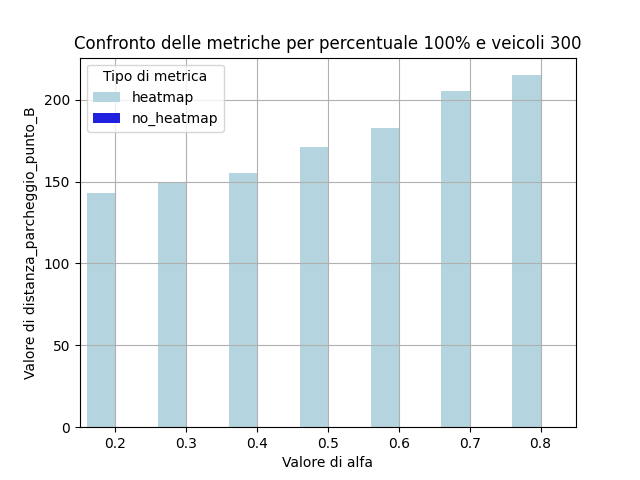 Confronto delle metriche per percentuale 100% e veicoli 300
Tipo di metrica
heatmap
no_heatmap
Valore di distanza_parcheggio_punto_B
200
150
100
50
0
0.2 0.3 0.4 0.5 0.6 0.7 0.8
Valore di alfa